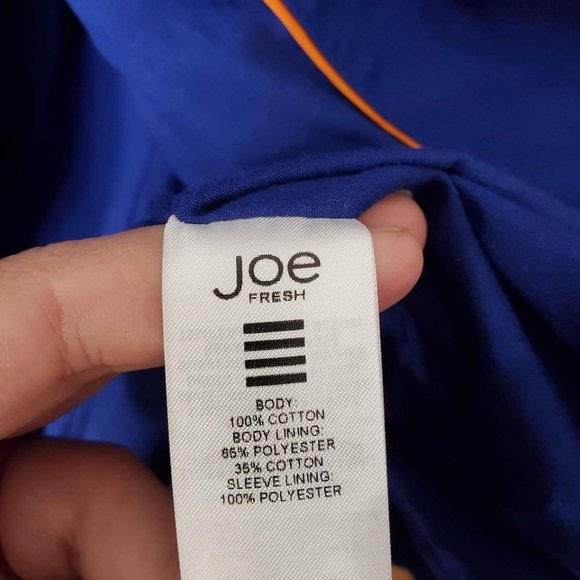 Joe
FRESH
BODY:
100% COTTON
BODY LINING:
65% POLYESTER
35% COTTON
SLEEVE LINING:
100% POLYESTER